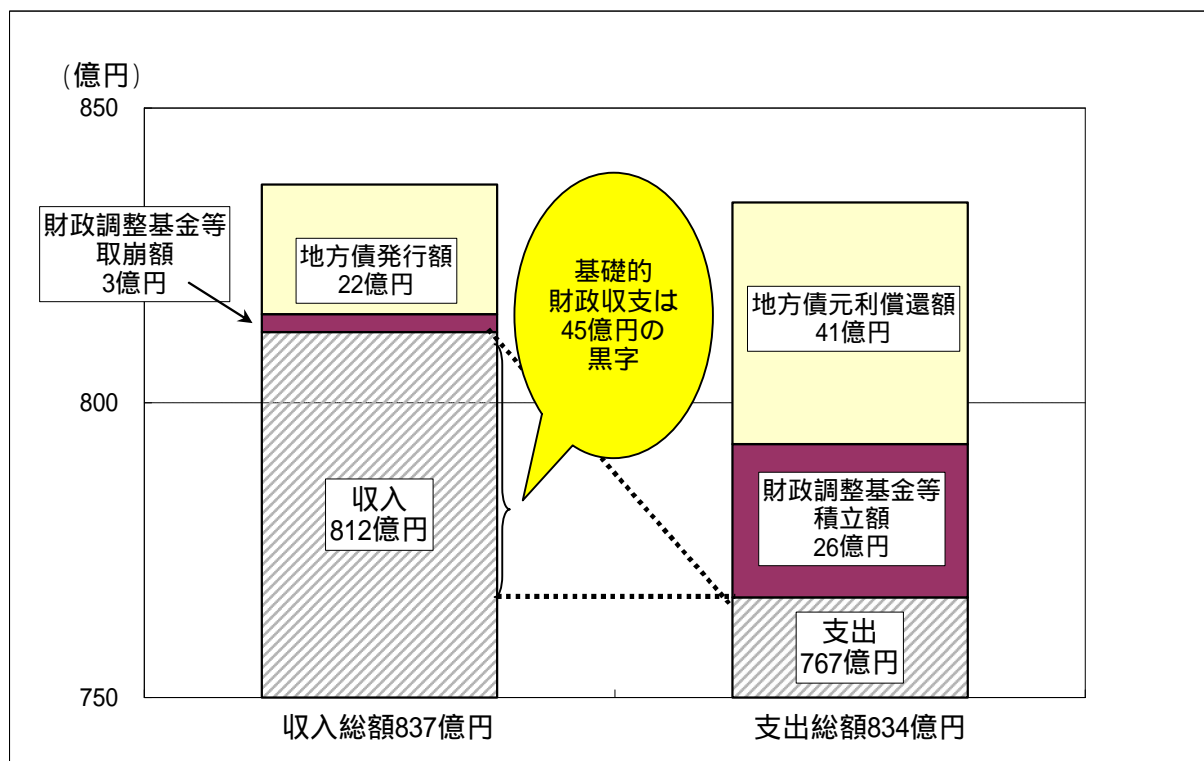 (億円)
850
800
750
財政調整基金等
取崩額
3億円
地方債発行額
22億円
収入
812億円
基礎的
財政収支は
45億円の
黒字
地方債元利償還額
41億円
財政調整基金等
積立額
26億円
支出
767億円
収入総額837億円
支出総額834億円